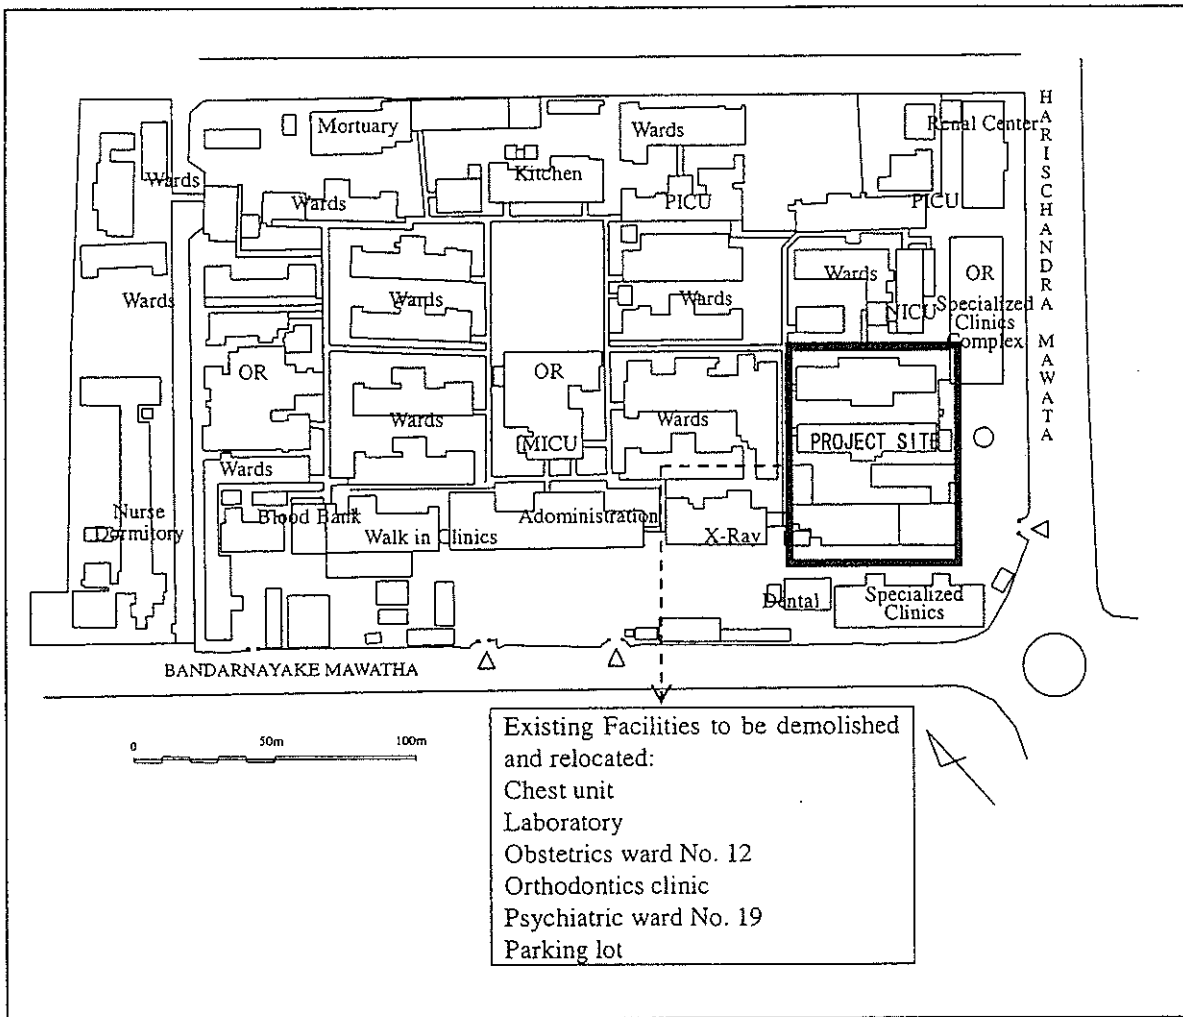 Mortuary
Wards
Renal Center
Kitchen
Wards
Wards
PICU
PICU
Wards
Wards
Wards
Wards
Wards
OR
NICU
Specialized
Clinics
Complex
HARISCHANDRA MAWATA
OR
OR
Wards
Wards
MICU
PROJECT SITE
Wards
Nurse
Dormitory
Blood Bank
Walk in Clinics
Adominitration
X-Ray
Dental
Specialized
Clinics
BANDARNAYAKE MAWATHA
0 50m 100m
Existing Facilities to be demolished
and relocated:
Chest unit
Laboratory
Obstetrics ward No. 12
Orthodontics clinic
Psychiatric ward No. 19
Parking lot